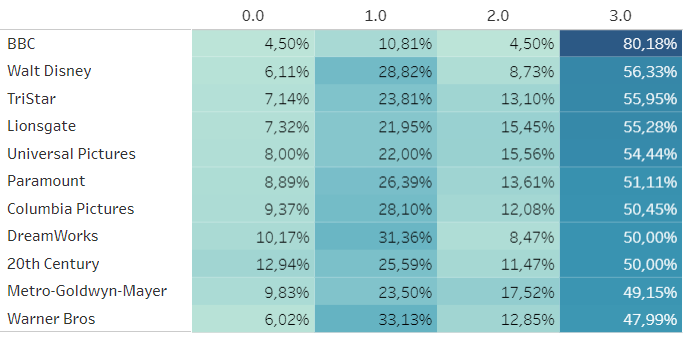 0.0 1.0 2.0 3.0
BBC 4,50% 10,81% 4,50% 80,18%
Walt Disney 6,11% 28,82% 8,73% 56,33%
TriStar 7,14% 23,81% 13,10% 55,95%
Lionsgate 7,32% 21,95% 15,45% 55,28%
Universal Pictures 8,00% 22,00% 15,56% 54,44%
Paramount 8,89% 26,39% 13,61% 51,11%
Columbia Pictures 9,37% 28,10% 12,08% 50,45%
DreamWorks 10,17% 31,36% 8,47% 50,00%
20th Century 12,94% 25,59% 11,47% 50,00%
Metro-Goldwyn-Mayer 9,83% 23,50% 17,52% 49,15%
Warner Bros 6,02% 33,13% 12,85% 47,99%